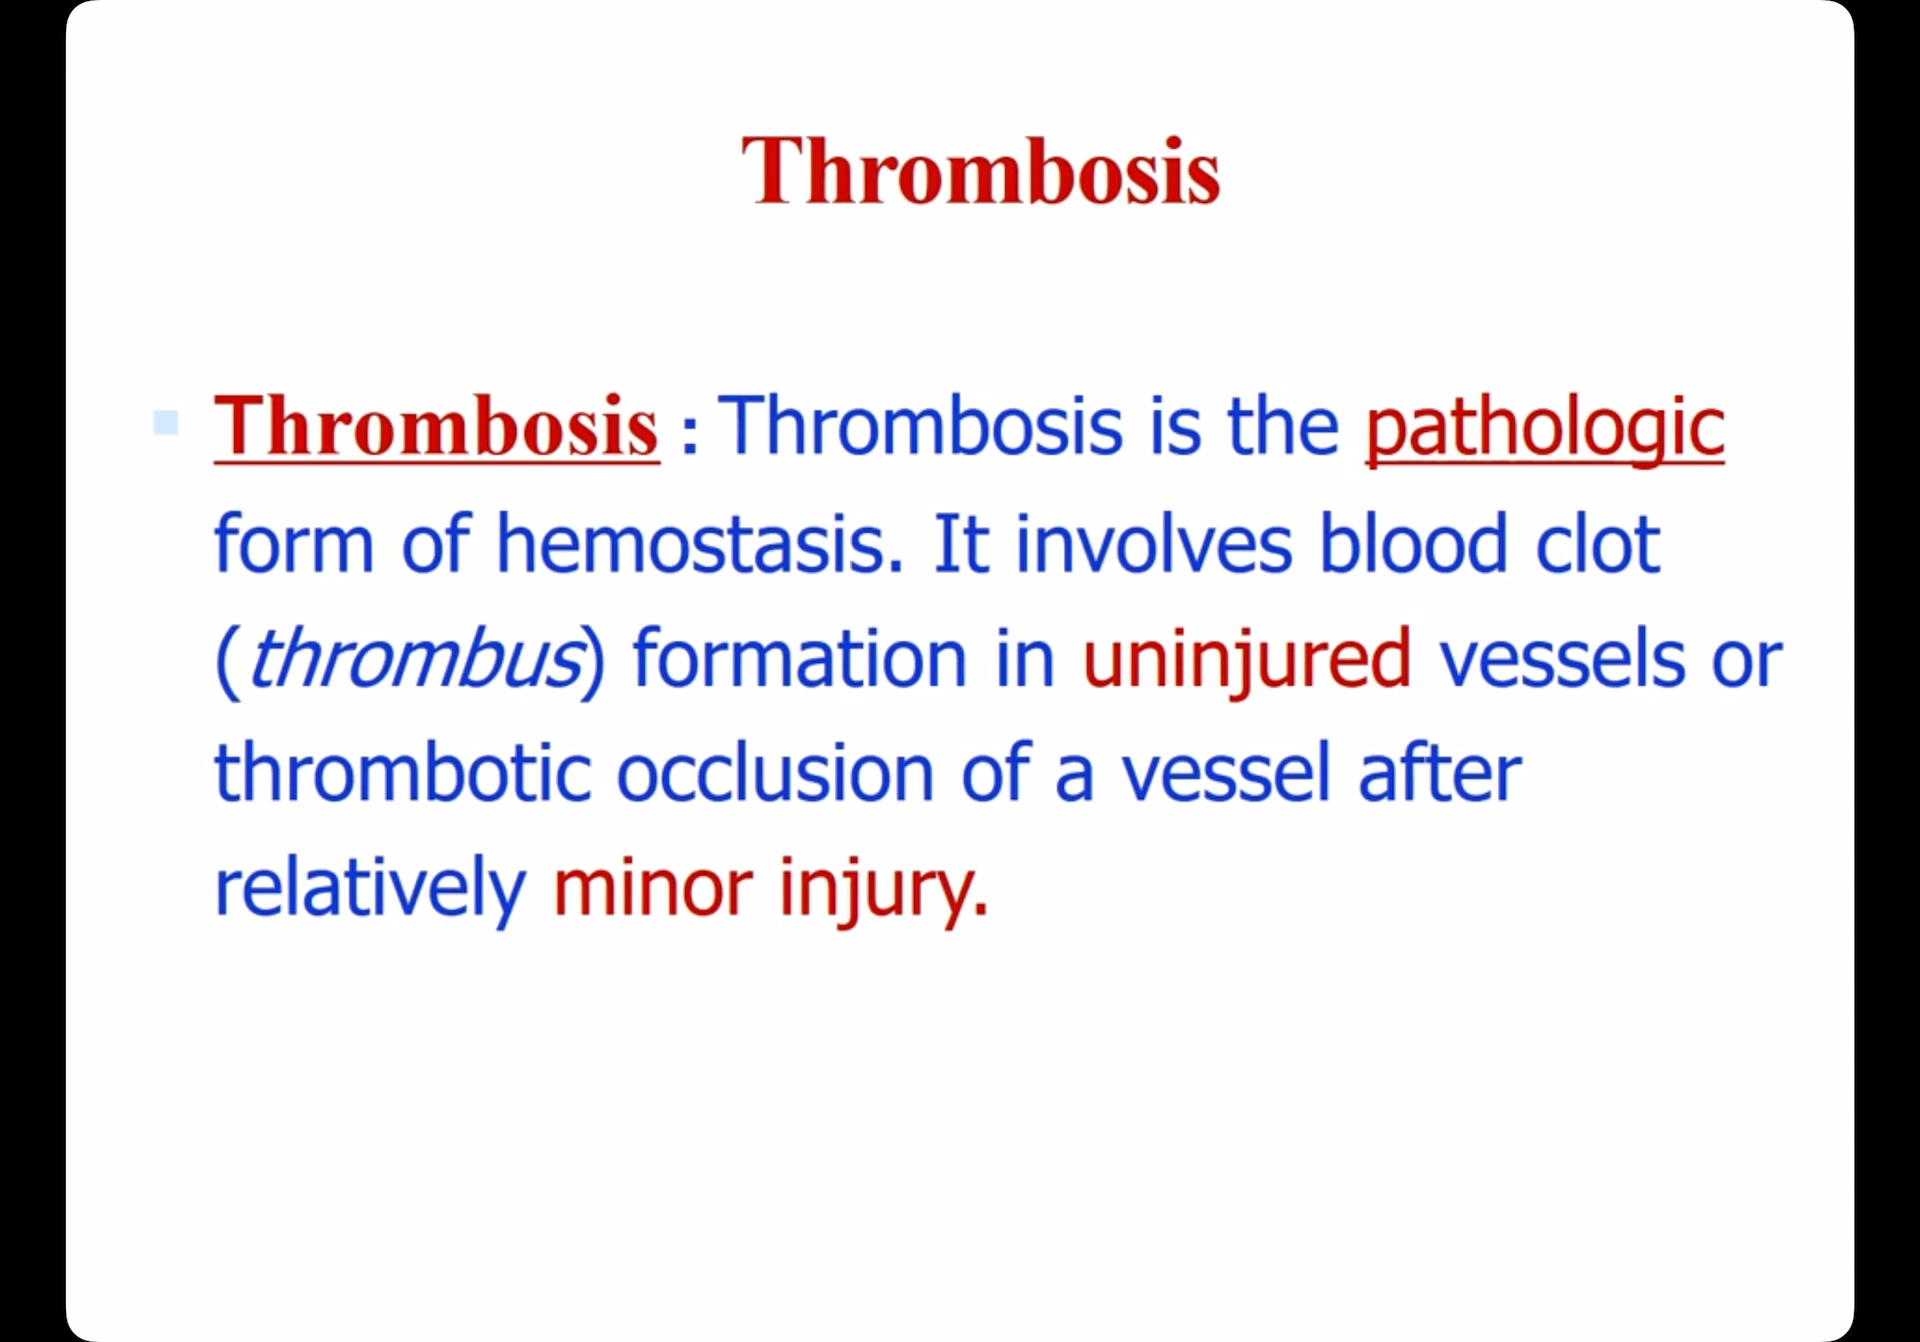 Thrombosis
Thrombosis : Thrombosis is the pathologic
form of hemostasis. It involves blood clot
(thrombus) formation in uninjured vessels or
thrombotic occlusion of a vessel after
relatively minor injury.